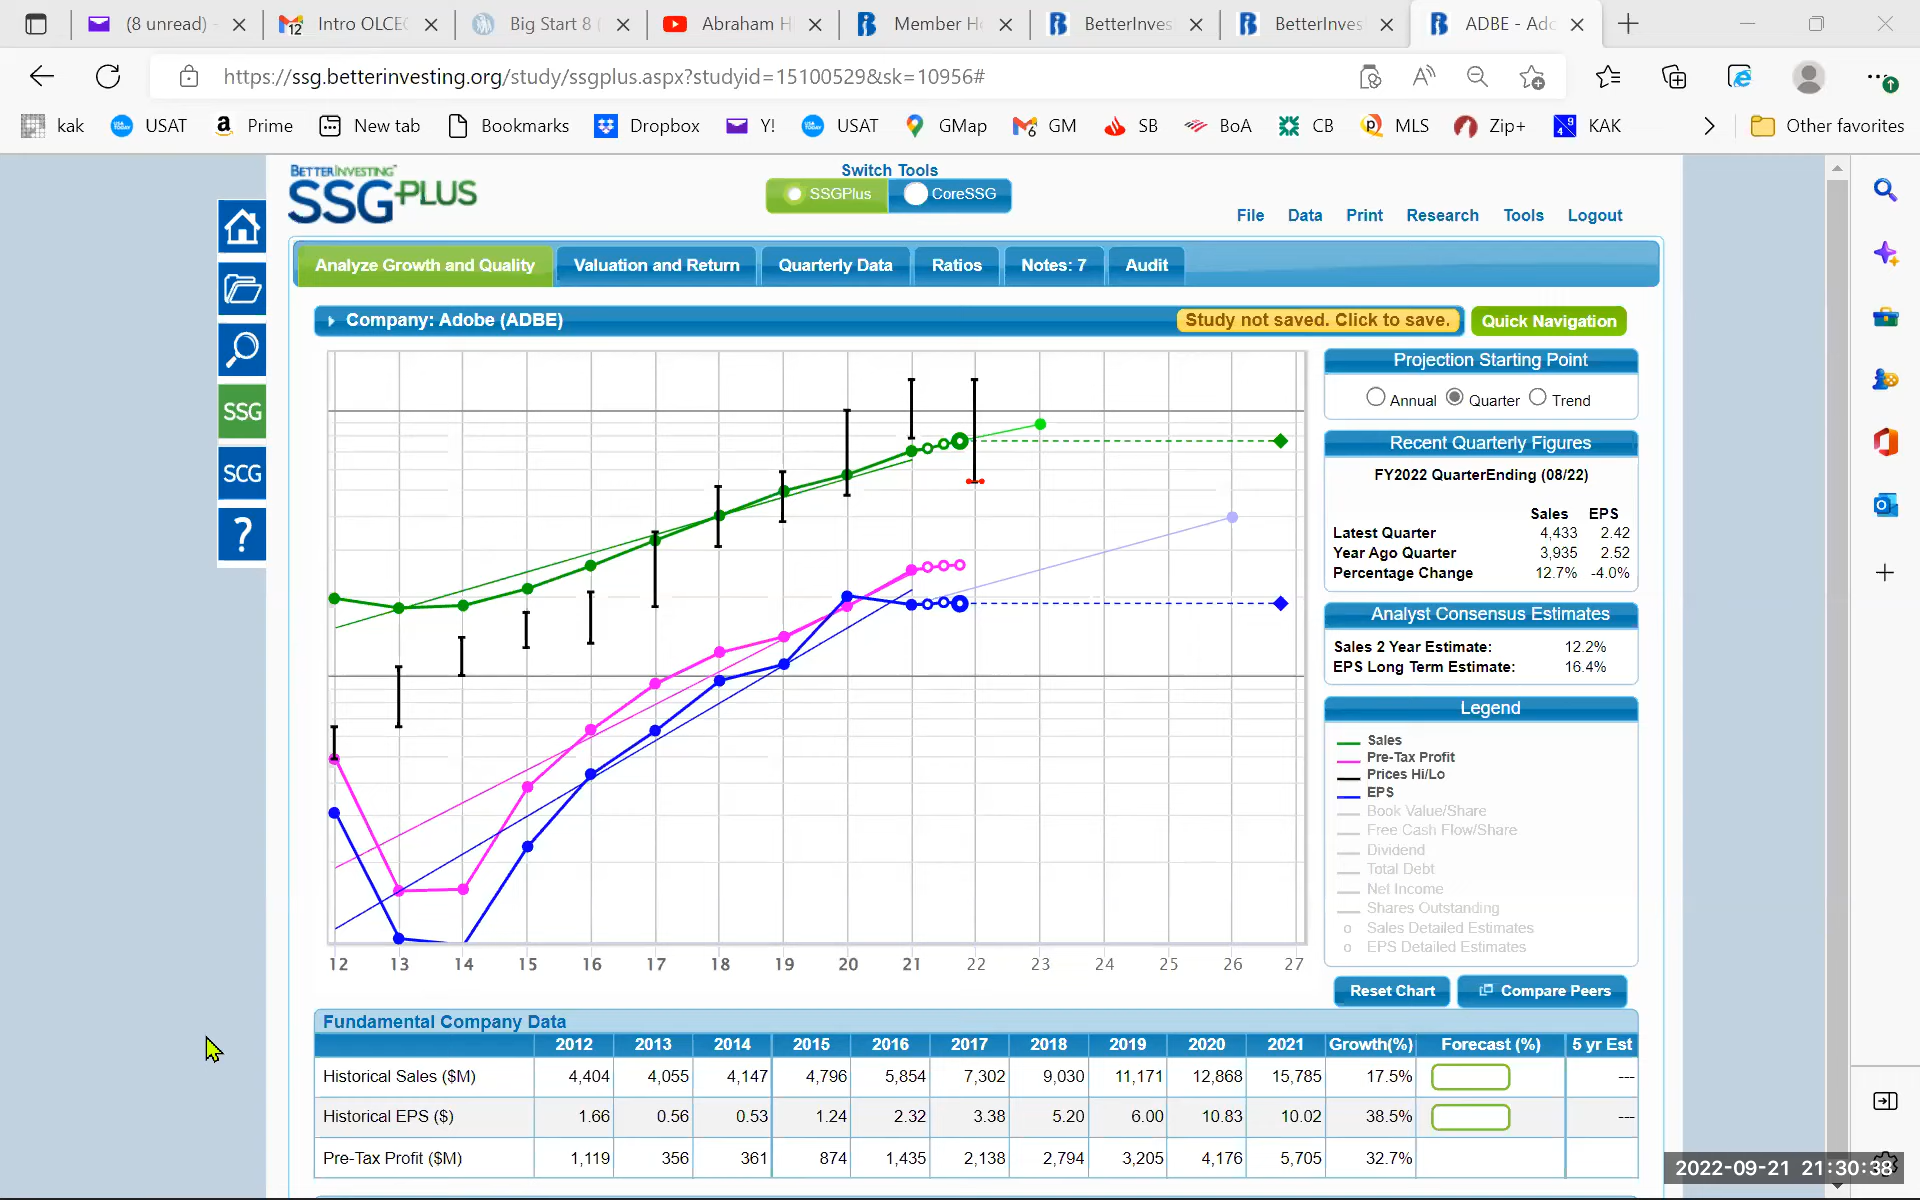 (8 unread)
Intro OLCE
Big Start 8
Abraham H
Member H
BetterInves
BetterInves
ADBE - Ado
https://ssg.betterinvesting.org/study/ssgplus.aspx?studyid=15100529&sk=10956#
kak USAT Prime New tab Bookmarks Dropbox Y! USAT GMap GM SB BoA CB MLS Zip+ KAK Other favorites
BETTERINVESTING
SSGPLUS
Switch Tools
SSGPlus CoreSSG
File Data Print Research Tools Logout
SSG
SCG
?
Analyze Growth and Quality Valuation and Return Quarterly Data Ratios Notes: 7 Audit
Company: Adobe (ADBE) Study not saved. Click to save. Quick Navigation
Projection Starting Point
Annual Quarter Trend
Recent Quarterly Figures
FY2022 QuarterEnding (08/22)
Sales EPS
Latest Quarter 4,433 2.42
Year Ago Quarter 3,935 2.52
Percentage Change 12.7% -4.0%
Analyst Consensus Estimates
Sales 2 Year Estimate: 12.2%
EPS Long Term Estimate: 16.4%
Legend
Sales
Pre-Tax Profit
Prices Hi/Lo
EPS
Book Value/Share
Free Cash Flow/Share
Dividend
Total Debt
Net Income
Shares Outstanding
Sales Detailed Estimates
EPS Detailed Estimates
12 13 14 15 16 17 18 19 20 21 22 23 24 25 26 27
Reset Chart Compare Peers
Fundamental Company Data
2012 2013 2014 2015 2016 2017 2018 2019 2020 2021 Growth(%) Forecast (%) 5 yr Est
Historical Sales ($M) 4,404 4,055 4,147 4,796 5,854 7,302 9,030 11,171 12,868 15,785 17.5% ---
Historical EPS ($) 1.66 0.56 0.53 1.24 2.32 3.38 5.20 6.00 10.83 10.02 38.5% ---
Pre-Tax Profit ($M) 1,119 356 361 874 1,435 2,138 2,794 3,205 4,176 5,705 32.7%
2022-09-21 21:30:38